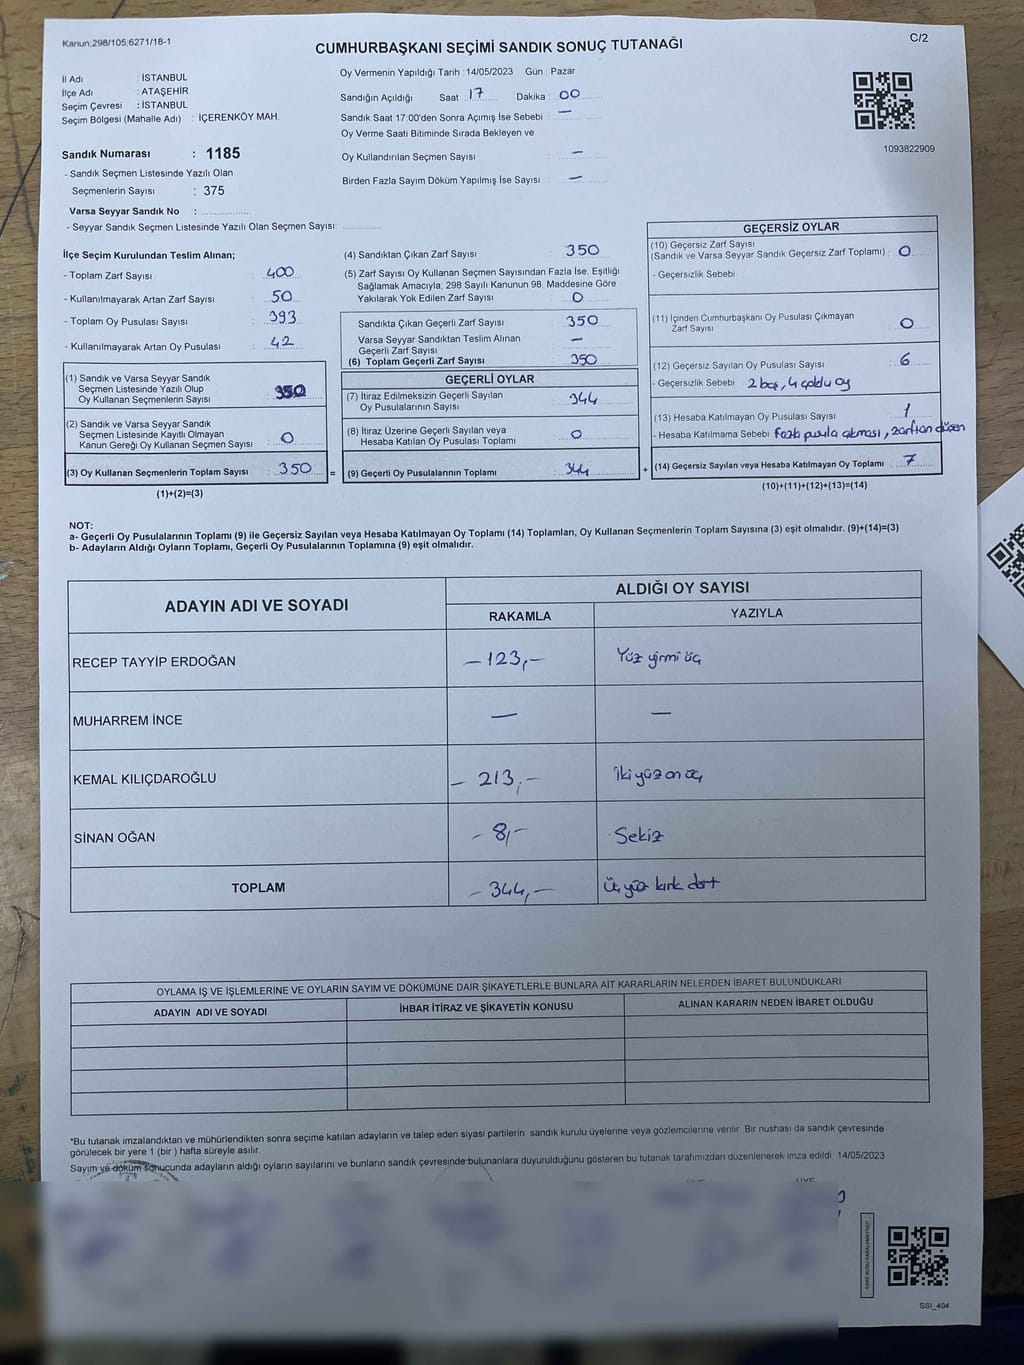 Kanun:298/105;6271/18-1
C/2
CUMHURBAŞKANI SEÇİMİ SANDIK SONUÇ TUTANAĞI
İl Adı : İSTANBUL
İlçe Adı : ATAŞEHİR
Seçim Çevresi : İSTANBUL
Seçim Bölgesi (Mahalle Adı) : İÇERENKÖY MAH.
Sandık Numarası : 1185
- Sandık Seçmen Listesinde Yazılı Olan
Seçmenlerin Sayısı : 375
Varsa Seyyar Sandık No :
- Seyyar Sandık Seçmen Listesinde Yazılı Olan Seçmen Sayısı:
Oy Vermenin Yapıldığı Tarih : 14/05/2023 Gün : Pazar
Sandığın Açıldığı Saat : 17 Dakika : 00
Sandık Saat 17:00'den Sonra Açımış İse Sebebi : —
Oy Verme Saati Bitiminde Sırada Bekleyen ve
Oy Kullandırılan Seçmen Sayısı : —
Birden Fazla Sayım Döküm Yapılmış İse Sayısı : —
1093822909
İlçe Seçim Kurulundan Teslim Alınan;
- Toplam Zarf Sayısı : 400
- Kullanılmayarak Artan Zarf Sayısı : 50
- Toplam Oy Pusulası Sayısı : 393
- Kullanılmayarak Artan Oy Pusulası : 42
(1) Sandık ve Varsa Seyyar Sandık
Seçmen Listesinde Yazılı Olup
Oy Kullanan Seçmenlerin Sayısı : 350
(2) Sandık ve Varsa Seyyar Sandık
Seçmen Listesinde Kayıtlı Olmayan
Kanun Gereği Oy Kullanan Seçmen Sayısı : 0
(3) Oy Kullanan Seçmenlerin Toplam Sayısı : 350 =
(1)+(2)=(3)
(4) Sandıktan Çıkan Zarf Sayısı : 350
(5) Zarf Sayısı Oy Kullanan Seçmen Sayısından Fazla İse, Eşitliği
Sağlamak Amacıyla, 298 Sayılı Kanunun 98. Maddesine Göre
Yakılarak Yok Edilen Zarf Sayısı : 0
Sandıkta Çıkan Geçerli Zarf Sayısı : 350
Varsa Seyyar Sandıktan Teslim Alınan
Geçerli Zarf Sayısı : —
(6) Toplam Geçerli Zarf Sayısı : 350
GEÇERLİ OYLAR
(7) İtiraz Edilmeksizin Geçerli Sayılan
Oy Pusulalarının Sayısı : 344
(8) İtiraz Üzerine Geçerli Sayılan veya
Hesaba Katılan Oy Pusulası Toplamı : 0
(9) Geçerli Oy Pusulalarının Toplamı : 344 +
GEÇERSİZ OYLAR
(10) Geçersiz Zarf Sayısı
(Sandık ve Varsa Seyyar Sandık Geçersiz Zarf Toplamı) : 0
- Geçersizlik Sebebi :
(11) İçinden Cumhurbaşkanı Oy Pusulası Çıkmayan
Zarf Sayısı : 0
(12) Geçersiz Sayılan Oy Pusulası Sayısı : 6
- Geçersizlik Sebebi : 2 boş, 4 çoklu oy
(13) Hesaba Katılmayan Oy Pusulası Sayısı : 1
- Hesaba Katılmama Sebebi : Fazla pusula çıkması, zarftan düşen
(14) Geçersiz Sayılan veya Hesaba Katılmayan Oy Toplamı : 7
(10)+(11)+(12)+(13)=(14)
NOT:
a- Geçerli Oy Pusulalarının Toplamı (9) ile Geçersiz Sayılan veya Hesaba Katılmayan Oy Toplamı (14) Toplamları, Oy Kullanan Seçmenlerin Toplam Sayısına (3) eşit olmalıdır. (9)+(14)=(3)
b- Adayların Aldığı Oyların Toplamı, Geçerli Oy Pusulalarının Toplamına (9) eşit olmalıdır.
ADAYIN ADI VE SOYADI
ALDIĞI OY SAYISI
RAKAMLA YAZIYLA
RECEP TAYYİP ERDOĞAN –123,– Yüz yirmi üç
MUHARREM İNCE — —
KEMAL KILIÇDAROĞLU – 213,– İki yüz on üç
SİNAN OĞAN – 8,– Sekiz
TOPLAM – 344,– Üç yüz kırk dört
OYLAMA İŞ VE İŞLEMLERİNE VE OYLARIN SAYIM VE DÖKÜMÜNE DAİR ŞİKAYETLERLE BUNLARA AİT KARARLARIN NELERDEN İBARET BULUNDUKLARI
ADAYIN ADI VE SOYADI İHBAR İTİRAZ VE ŞİKAYETİN KONUSU ALINAN KARARIN NEDEN İBARET OLDUĞU
*Bu tutanak imzalandıktan ve mühürlendikten sonra seçime katılan adayların ve talep eden siyasi partilerin sandık kurulu üyelerine veya gözlemcilerine verilir. Bir nushası da sandık çevresinde
görülecek bir yere 1 (bir ) hafta süreyle asılır.
Sayım ve döküm sonucunda adayların aldığı oyların sayılarını ve bunların sandık çevresinde bulunanlara duyurulduğunu gösteren bu tutanak tarafımızdan düzenlenerek imza edildi. 14/05/2023
KARE KODU KARALAMAYINIZ!
SSI_404